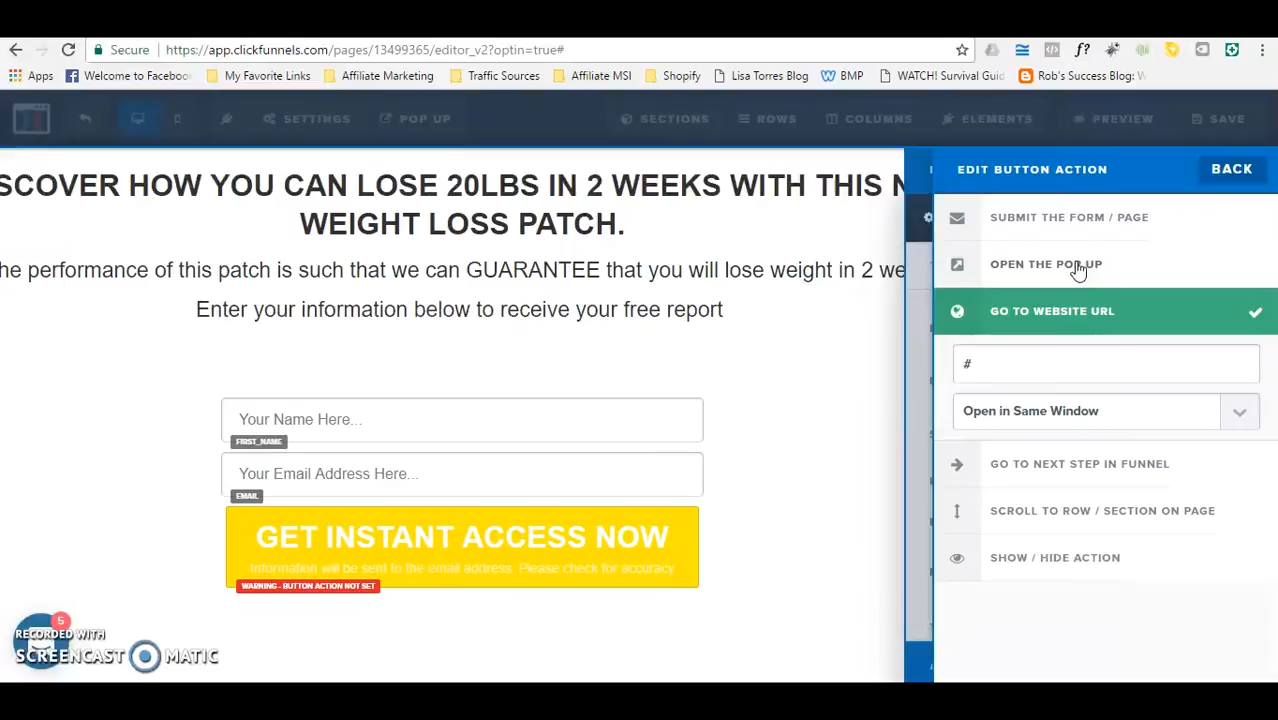 Secure
https://app.clickfunnels.com/pages/13499365/editor_v2?optin=true#
Apps
Welcome to Facebook
My Favorite Links
Affiliate Marketing
Traffic Sources
Affiliate MSI
Shopify
Lisa Torres Blog
BMP
WATCH! Survival Guid
Rob's Success Blog:
f?
SETTINGS
POP UP
SECTIONS
ROWS
COLUMNS
ELEMENTS
PREVIEW
SAVE
SCOVER HOW YOU CAN LOSE 20LBS IN 2 WEEKS WITH THIS N
WEIGHT LOSS PATCH.
he performance of this patch is such that we can GUARANTEE that you will lose weight in 2 we
Enter your information below to receive your free report
Your Name Here...
FIRST_NAME
Your Email Address Here...
EMAIL
GET INSTANT ACCESS NOW
Information will be sent to the email address. Please check for accuracy
WARNING - BUTTON ACTION NOT SET
EDIT BUTTON ACTION
BACK
SUBMIT THE FORM / PAGE
OPEN THE POP UP
GO TO WEBSITE URL
#
Open in Same Window
GO TO NEXT STEP IN FUNNEL
SCROLL TO ROW / SECTION ON PAGE
SHOW / HIDE ACTION
5
RECORDED WITH
SCREENCAST MATIC